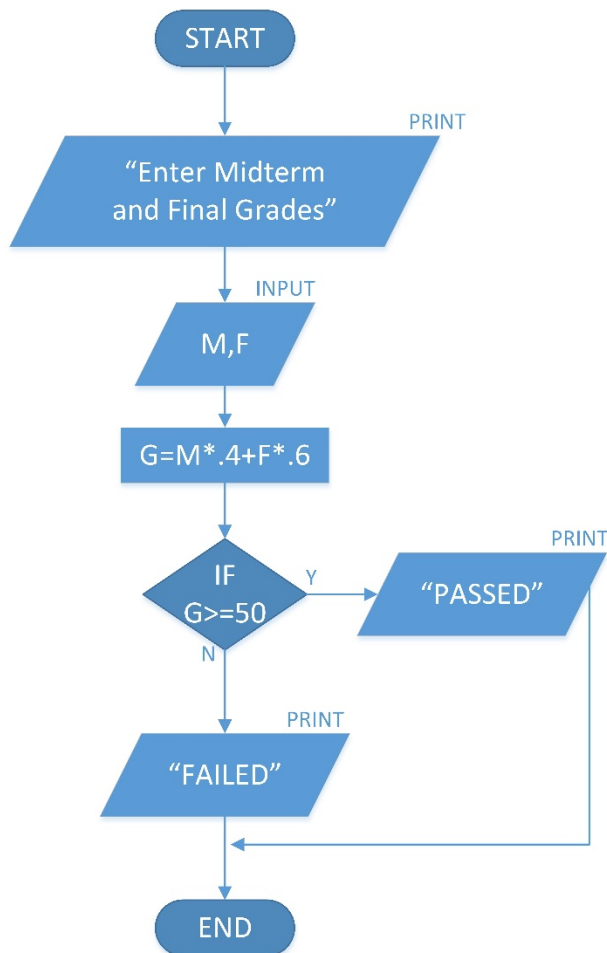 START
PRINT
“Enter Midterm
and Final Grades”
INPUT
M,F
G=M*.4+F*.6
IF
G>=50
Y
PRINT
“PASSED”
N
PRINT
“FAILED”
END